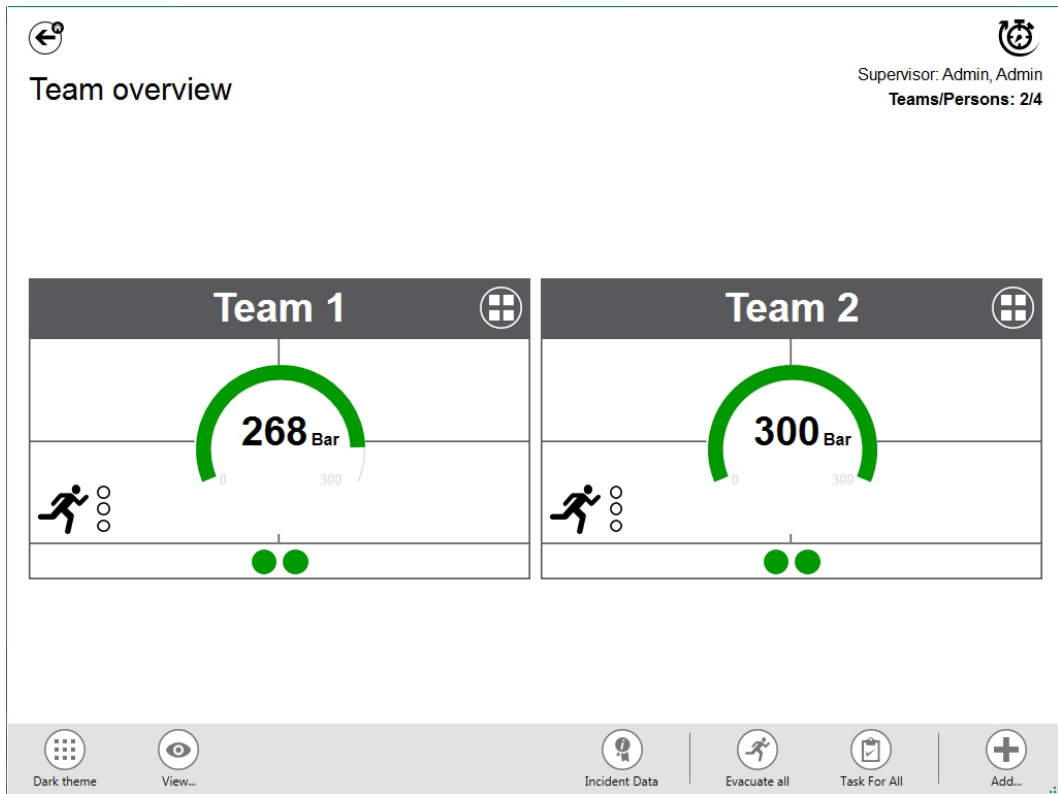 Team overview
Supervisor: Admin, Admin
Teams/Persons: 2/4
Team 1
268 Bar
0
300
Team 2
300 Bar
0
300
Dark theme
View...
Incident Data
Evacuate all
Task For All
Add...